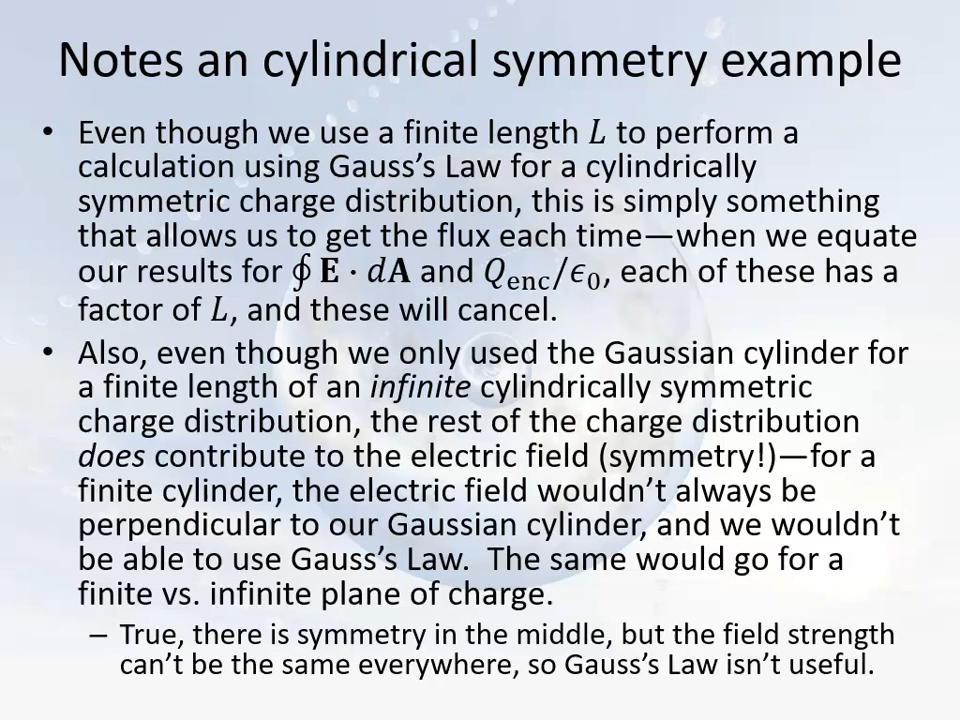 Notes an cylindrical symmetry example
• Even though we use a finite length L to perform a
calculation using Gauss’s Law for a cylindrically
symmetric charge distribution, this is simply something
that allows us to get the flux each time—when we equate
our results for ∮ E · dA and Qenc/ϵ0, each of these has a
factor of L, and these will cancel.
• Also, even though we only used the Gaussian cylinder for
a finite length of an infinite cylindrically symmetric
charge distribution, the rest of the charge distribution
does contribute to the electric field (symmetry!)—for a
finite cylinder, the electric field wouldn’t always be
perpendicular to our Gaussian cylinder, and we wouldn’t
be able to use Gauss’s Law. The same would go for a
finite vs. infinite plane of charge.
– True, there is symmetry in the middle, but the field strength
can’t be the same everywhere, so Gauss’s Law isn’t useful.